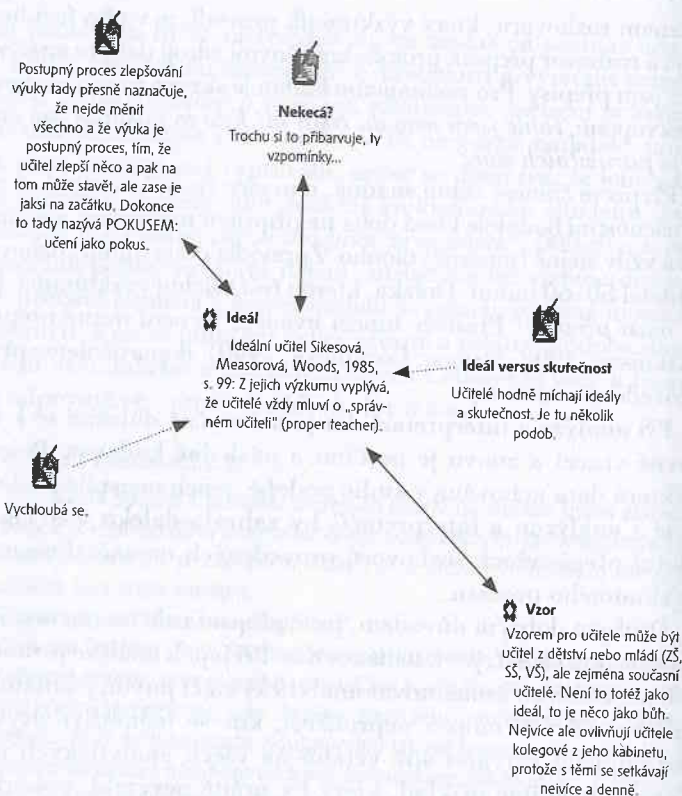 Postupný proces zlepšování
výuky tady přesně naznačuje,
že nejde měnit
všechno a že výuka je
postupný proces, tím, že
učitel zlepší něco a pak na
tom může stavět, ale zase je
jaksi na začátku. Dokonce
to tady nazývá POKUSEM:
učení jako pokus.
Nekecá?
Trochu si to přibarvuje, ty
vzpomínky...
Ideál
Ideální učitel Sikesová,
Measorová, Woods, 1985,
s. 99: Z jejich výzkumu vyplývá,
že učitelé vždy mluví o „správ-
ném učiteli" (proper teacher).
Ideál versus skutečnost
Učitelé hodně míchají ideály
a skutečnost. Je tu několik
podob.
Vychloubá se.
Vzor
Vzorem pro učitele může být
učitel z dětství nebo mládí (ZŠ,
SŠ, VŠ), ale zejména současní
učitelé. Není to totéž jako
ideál, to je něco jako bůh.
Nejvíce ale ovlivňují učitele
kolegové z jeho kabinetu,
protože s těmi se setkávají
nejvíce a denně.